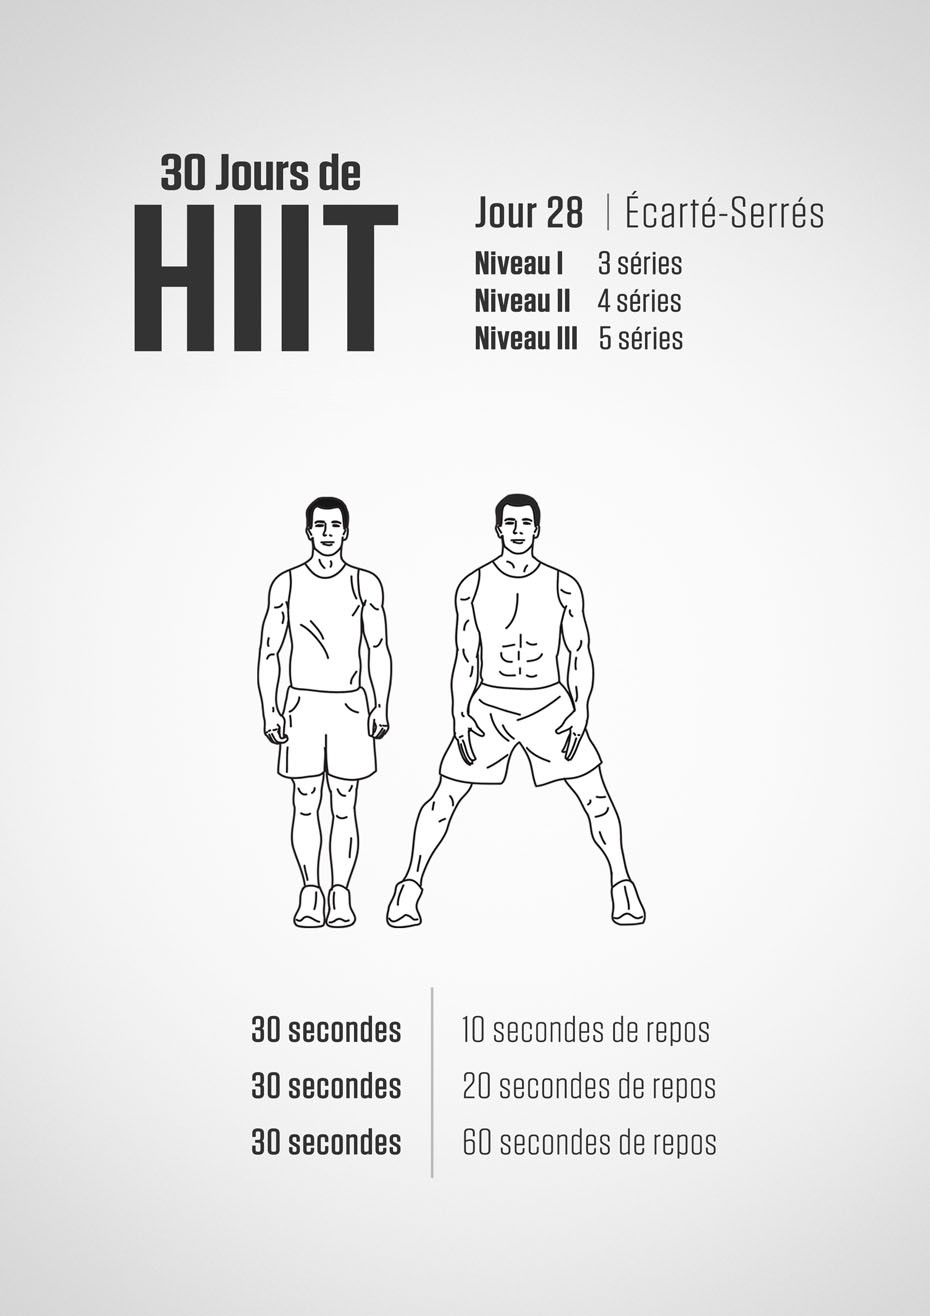 30 Jours de
HIIT
Jour 28 | Écarté-Serrés
Niveau I 3 séries
Niveau II 4 séries
Niveau III 5 séries
30 secondes 10 secondes de repos
30 secondes 20 secondes de repos
30 secondes 60 secondes de repos